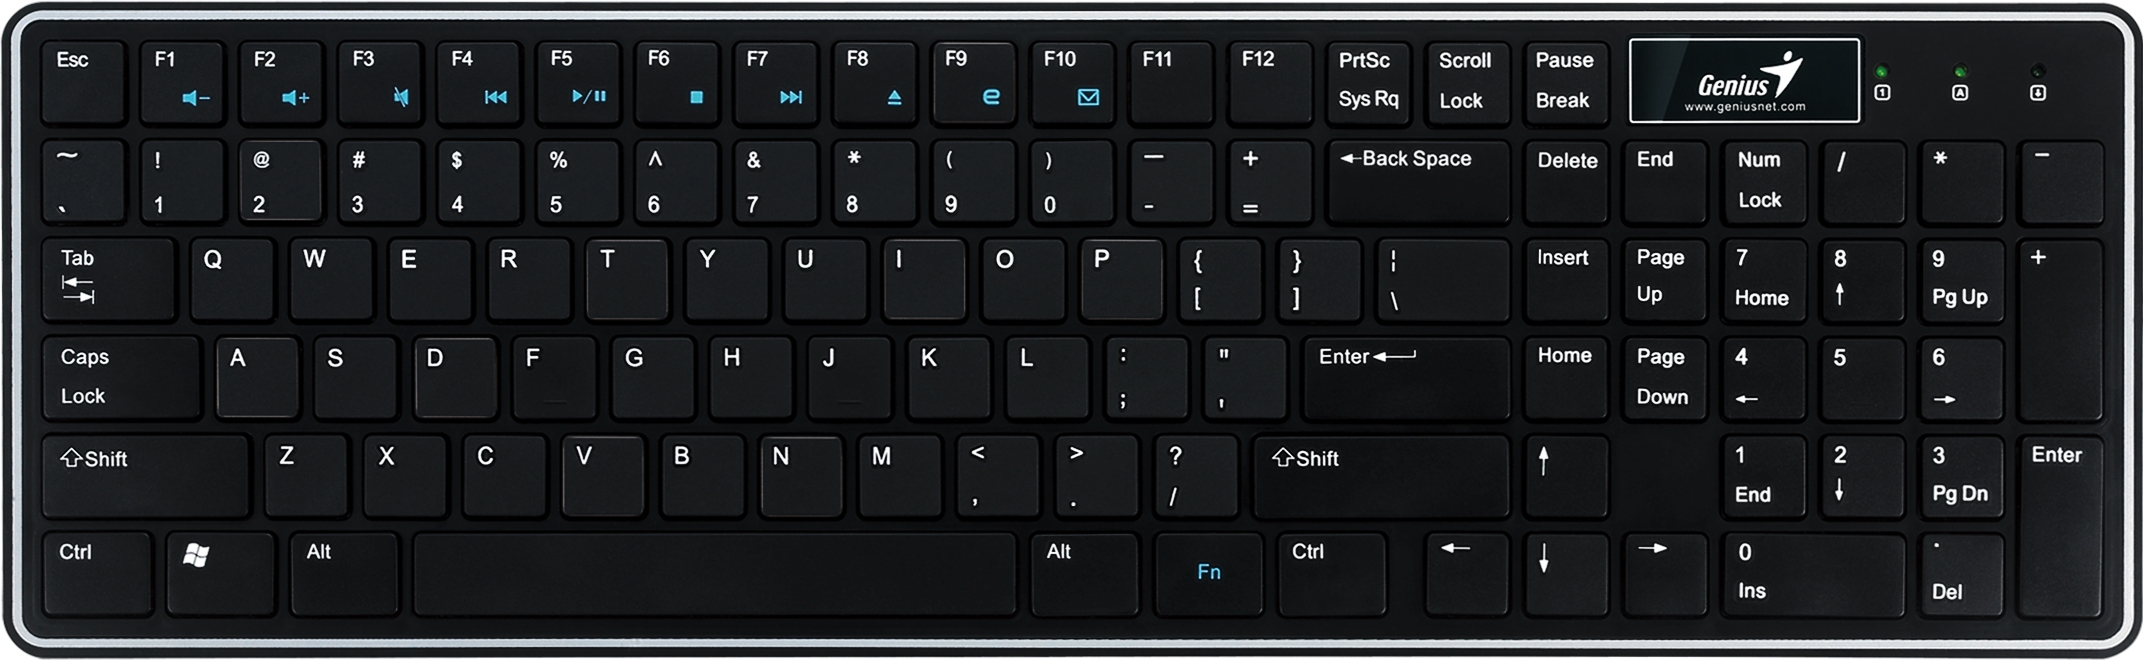 Esc F1 F2 F3 F4 F5 F6 F7 F8 F9 F10 F11 F12 PrtSc Scroll Pause
Sys Rq Lock Break
Genius
www.geniusnet.com
1 A
~ ! @ # $ % ^ & * ( ) — + ←Back Space Delete End Num / * -
` 1 2 3 4 5 6 7 8 9 0 - = Lock
Tab Q W E R T Y U I O P { } ¦ Insert Page 7 8 9 +
[ ] \ Up Home ↑ Pg Up
Caps A S D F G H J K L : " Enter Home Page 4 5 6
Lock ; ' Down ← →
⇧Shift Z X C V B N M < > ? ⇧Shift ↑ 1 2 3 Enter
, . / End ↓ Pg Dn
Ctrl Alt Alt Fn Ctrl ← ↓ → 0 .
Ins Del